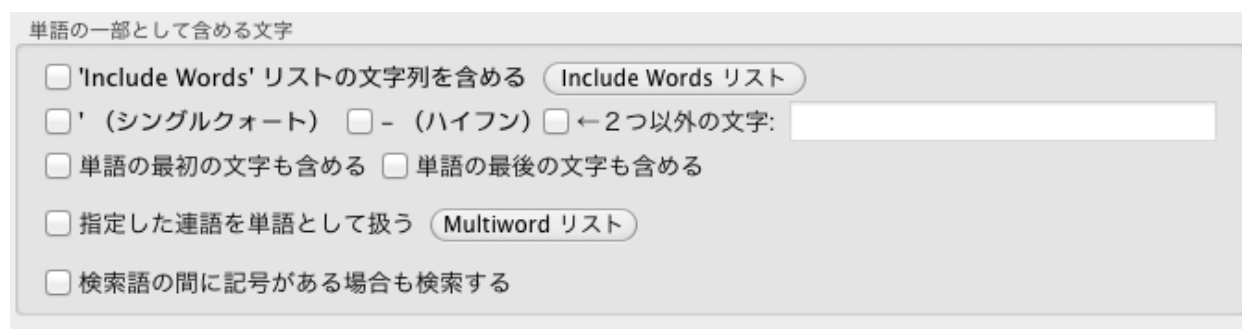 単語の一部として含める文字
'Include Words' リストの文字列を含める Include Words リスト
' （シングルクォート） - （ハイフン） ←２つ以外の文字:
単語の最初の文字も含める 単語の最後の文字も含める
指定した連語を単語として扱う Multiword リスト
検索語の間に記号がある場合も検索する